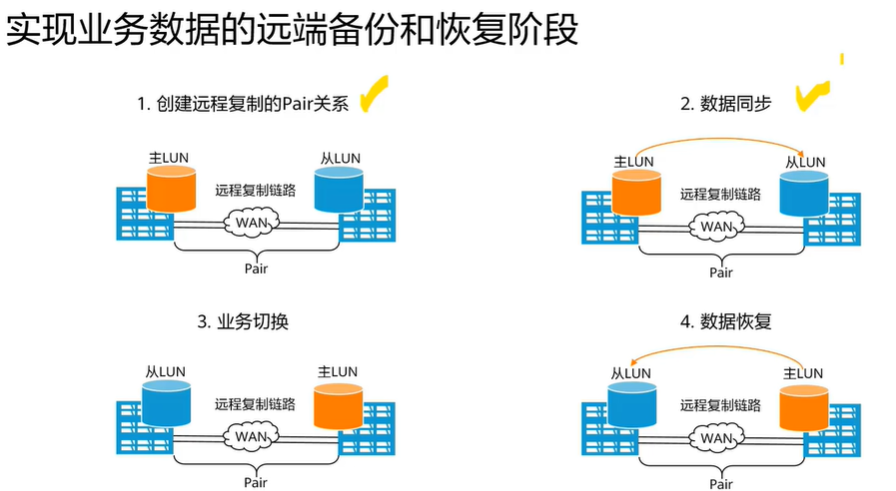 实现业务数据的远端备份和恢复阶段
1. 创建远程复制的Pair关系
主LUN
从LUN
远程复制链路
WAN
Pair
2. 数据同步
主LUN
从LUN
远程复制链路
WAN
Pair
3. 业务切换
从LUN
主LUN
远程复制链路
WAN
Pair
4. 数据恢复
从LUN
主LUN
远程复制链路
WAN
Pair